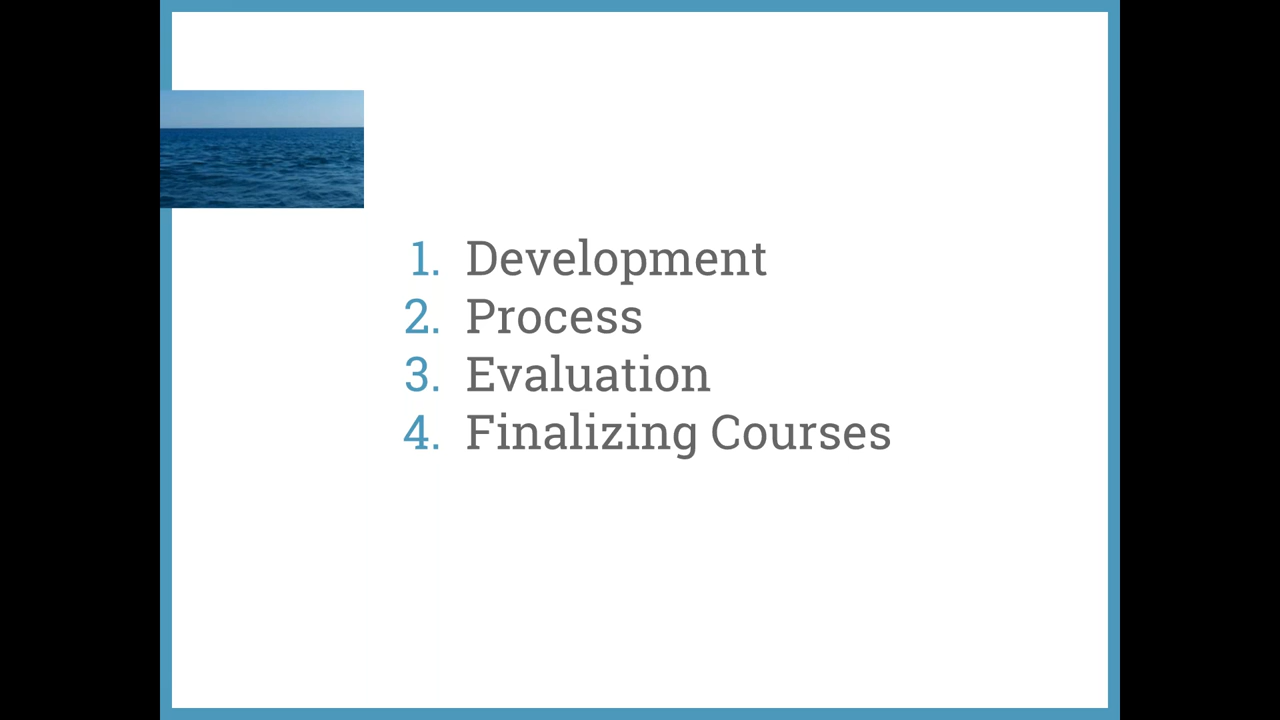 1. Development
2. Process
3. Evaluation
4. Finalizing Courses